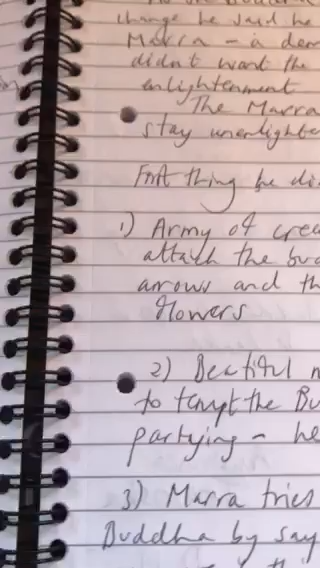 change he said he
Marra - a dem
didn't want the
enlightenment
The Marra
stay unenlighte
First thing he di
1) Army of crea
attach the bud
arrows and th
flowers
2) Beatiful m
to tempt the Bu
partying - he
3) Marra tries
Buddha by say